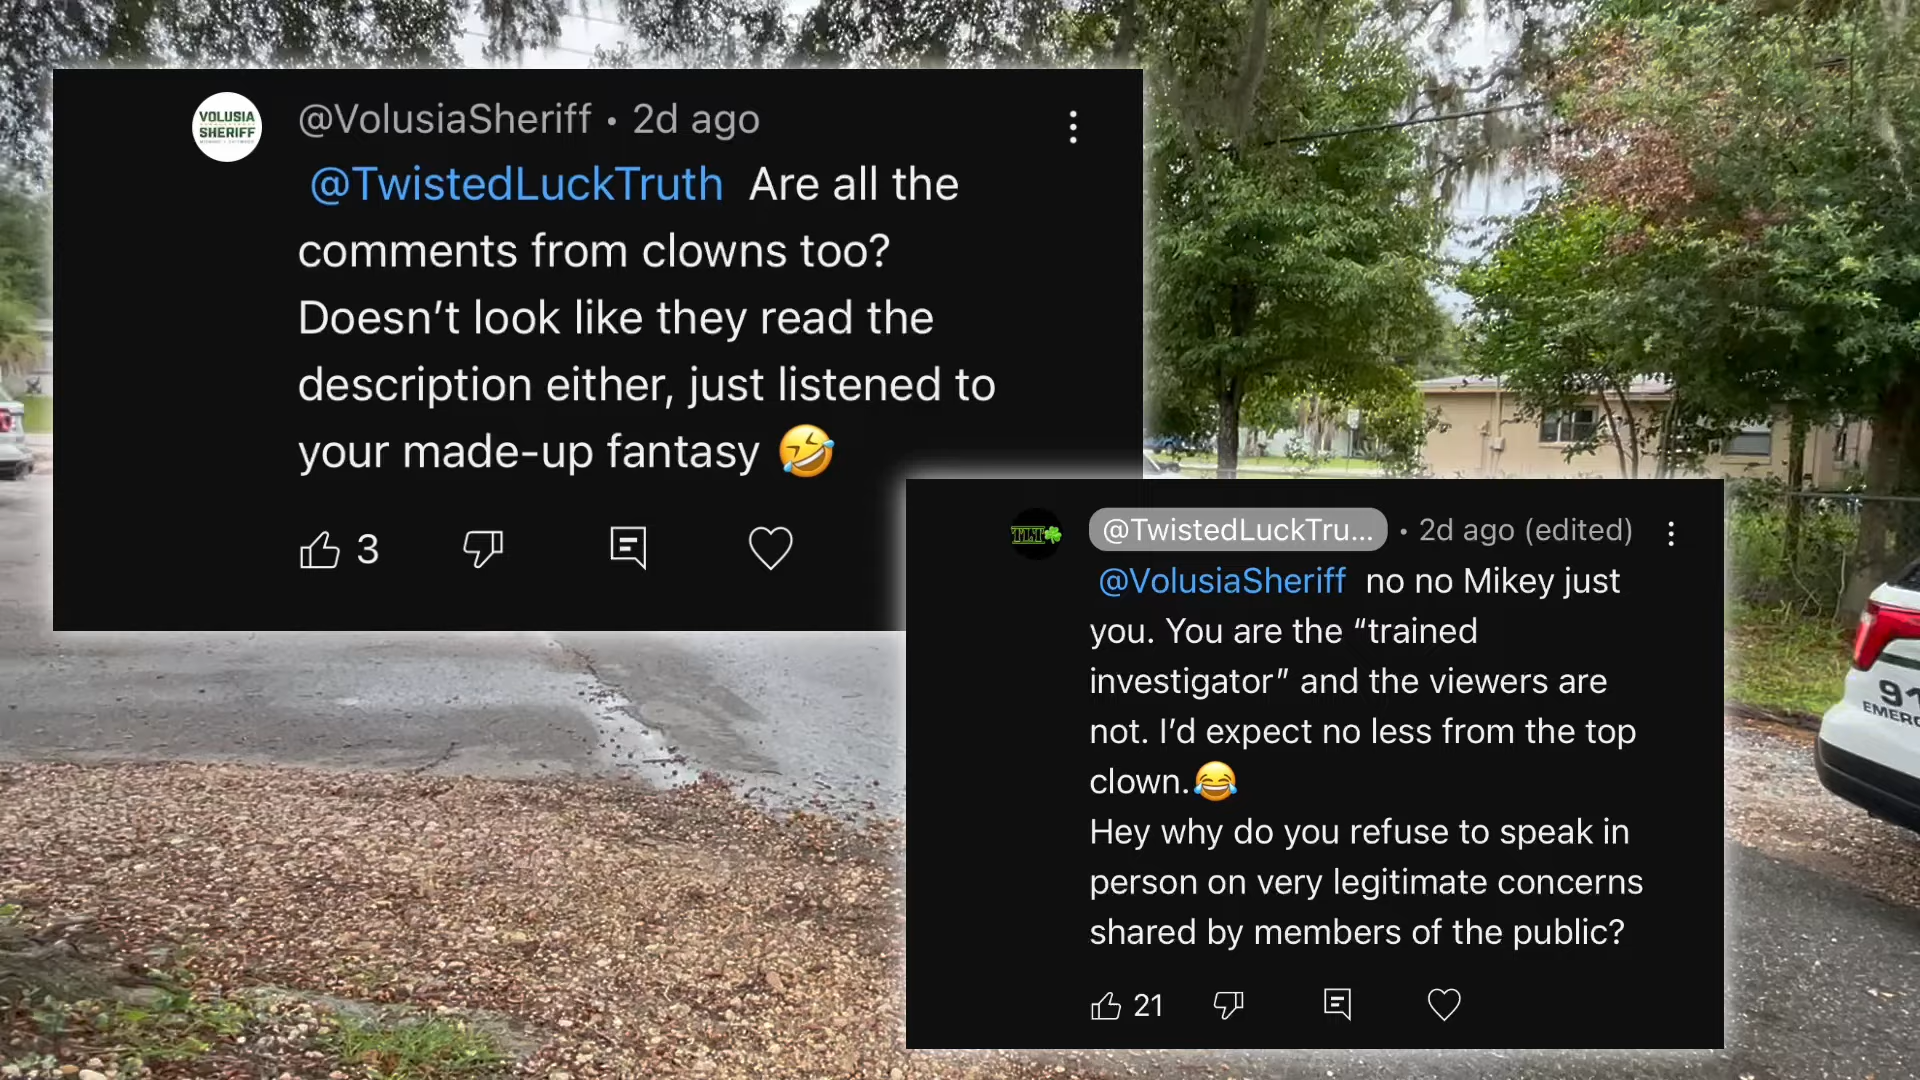 VOLUSIA
SHERIFF
@VolusiaSheriff • 2d ago
@TwistedLuckTruth Are all the
comments from clowns too?
Doesn’t look like they read the
description either, just listened to
your made-up fantasy 🤣
3
TLT
@TwistedLuckTru... • 2d ago (edited)
@VolusiaSheriff no no Mikey just
you. You are the “trained
investigator” and the viewers are
not. I’d expect no less from the top
clown.😂
Hey why do you refuse to speak in
person on very legitimate concerns
shared by members of the public?
21